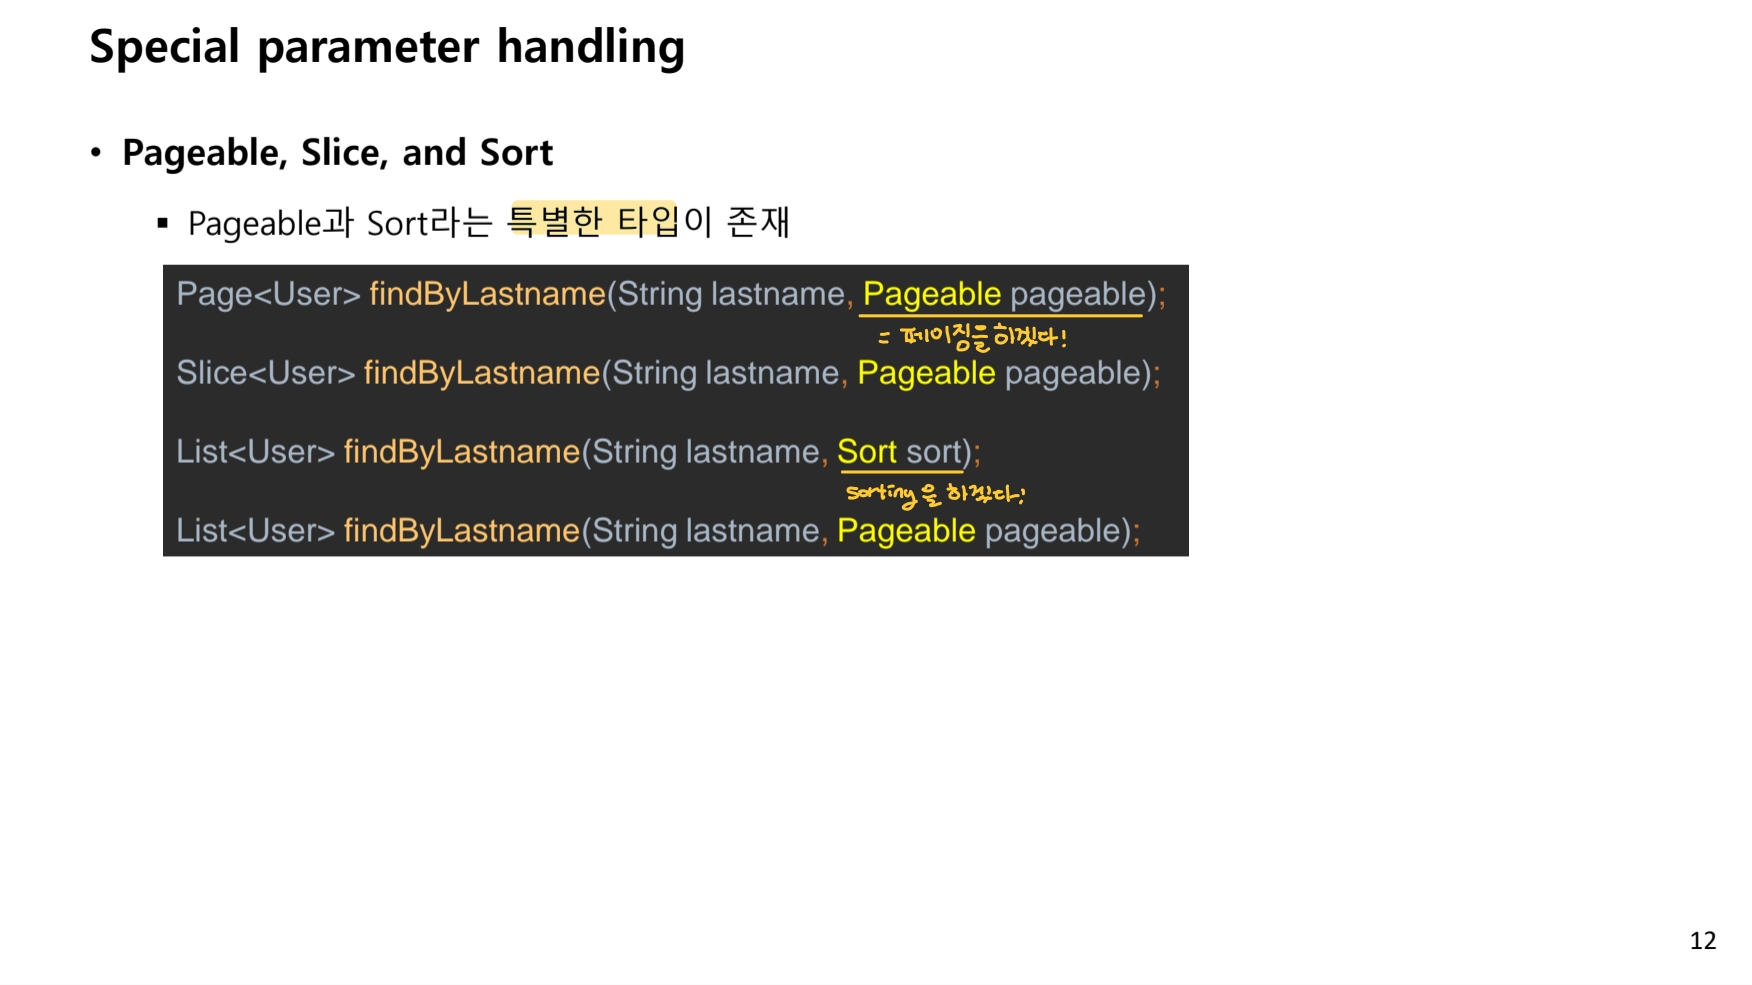 Special parameter handling
• Pageable, Slice, and Sort
▪ Pageable과 Sort라는 특별한 타입이 존재
Page<User> findByLastname(String lastname, Pageable pageable);
= 페이징을하겠다!
Slice<User> findByLastname(String lastname, Pageable pageable);
List<User> findByLastname(String lastname, Sort sort);
sorting을 하겠다!
List<User> findByLastname(String lastname, Pageable pageable);
12